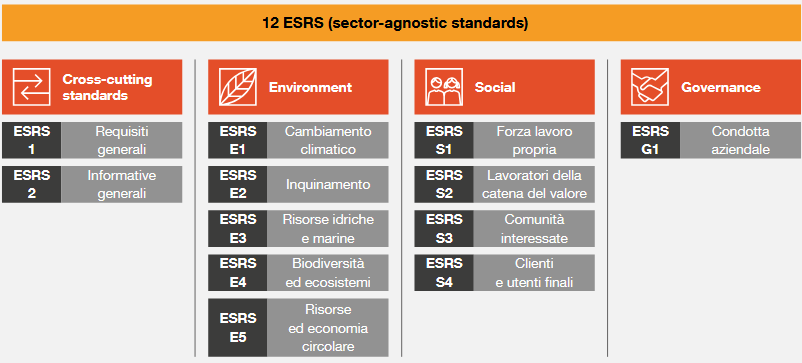 12 ESRS (sector-agnostic standards)
Cross-cutting
standards
ESRS
1
Requisiti
generali
ESRS
2
Informative
generali
Environment
ESRS
E1
Cambiamento
climatico
ESRS
E2
Inquinamento
ESRS
E3
Risorse idriche
e marine
ESRS
E4
Biodiversità
ed ecosistemi
ESRS
E5
Risorse
ed economia
circolare
Social
ESRS
S1
Forza lavoro
propria
ESRS
S2
Lavoratori della
catena del valore
ESRS
S3
Comunità
interessate
ESRS
S4
Clienti
e utenti finali
Governance
ESRS
G1
Condotta
aziendale